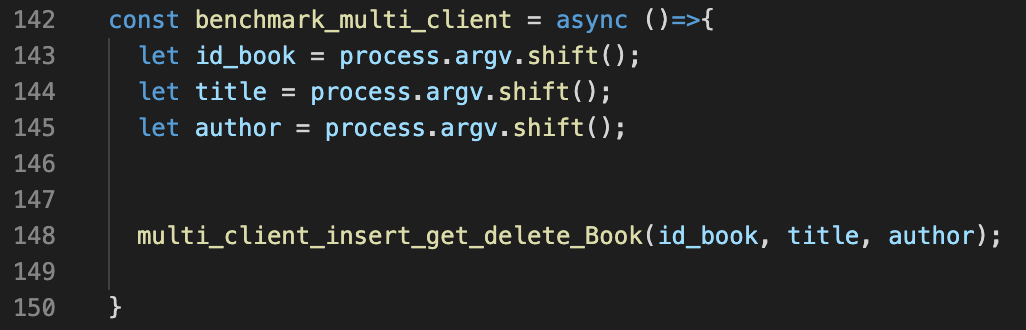 142 const benchmark_multi_client = async ()=>{
143 let id_book = process.argv.shift();
144 let title = process.argv.shift();
145 let author = process.argv.shift();
146
147
148 multi_client_insert_get_delete_Book(id_book, title, author);
149
150 }